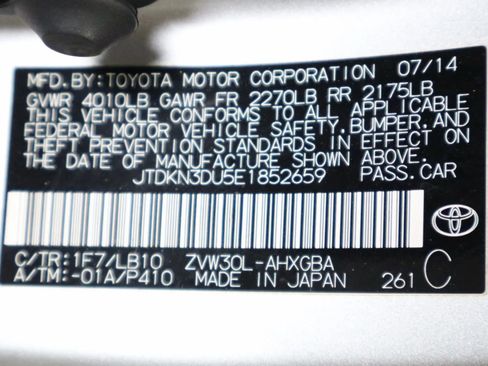 MFD. BY: TOYOTA MOTOR CORPORATION 07/14
GVWR 4010LB GAWR FR 2270LB RR 2175LB
THIS VEHICLE CONFORMS TO ALL APPLICABLE
FEDERAL MOTOR VEHICLE SAFETY, BUMPER, AND
THEFT PREVENTION STANDARDS IN EFFECT ON
THE DATE OF MANUFACTURE SHOWN ABOVE.
JTDKN3DU5E1852659 PASS. CAR
C/TR: 1F7/LB10 ZVW30L-AHXGBA
A/TM: -01A/P410 MADE IN JAPAN 261 C